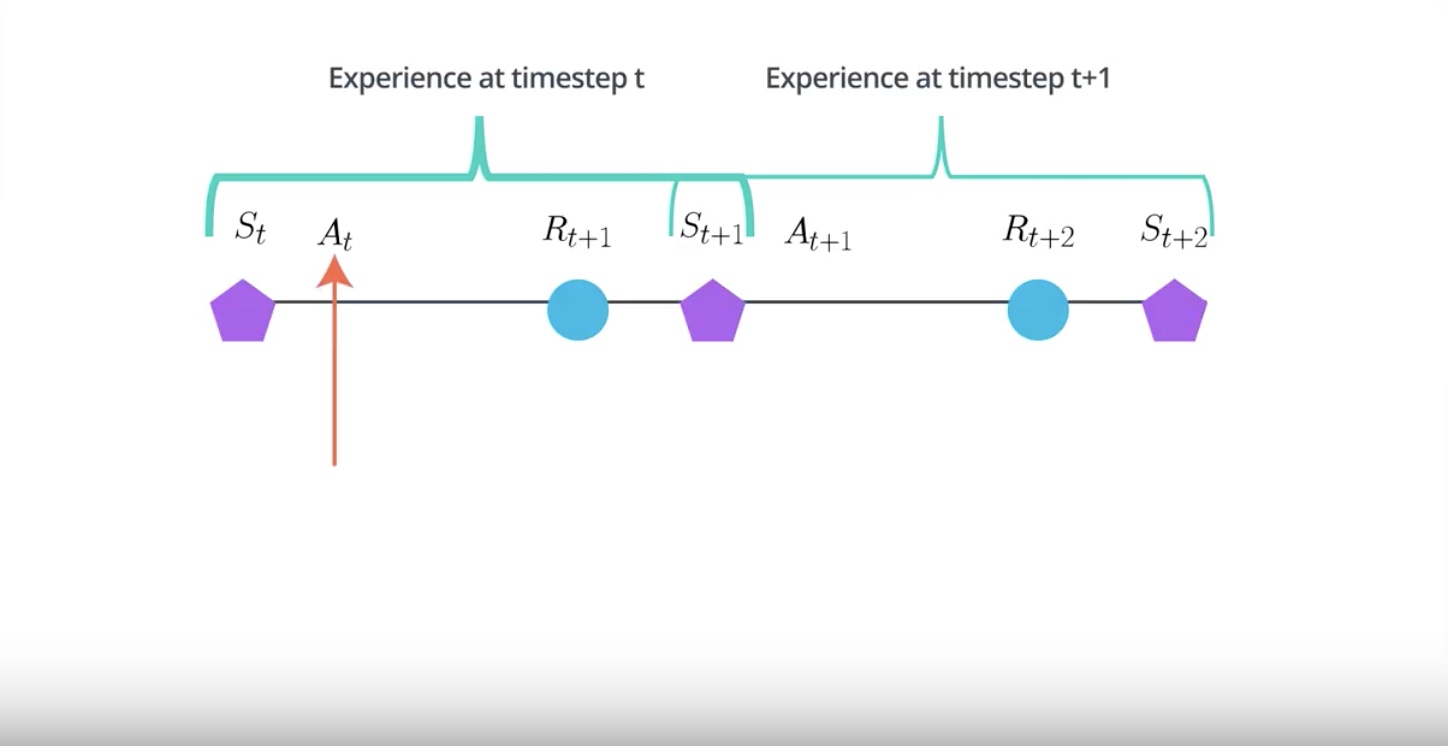 Experience at timestep t Experience at timestep t+1
S_t A_t R_{t+1} S_{t+1} A_{t+1} R_{t+2} S_{t+2}